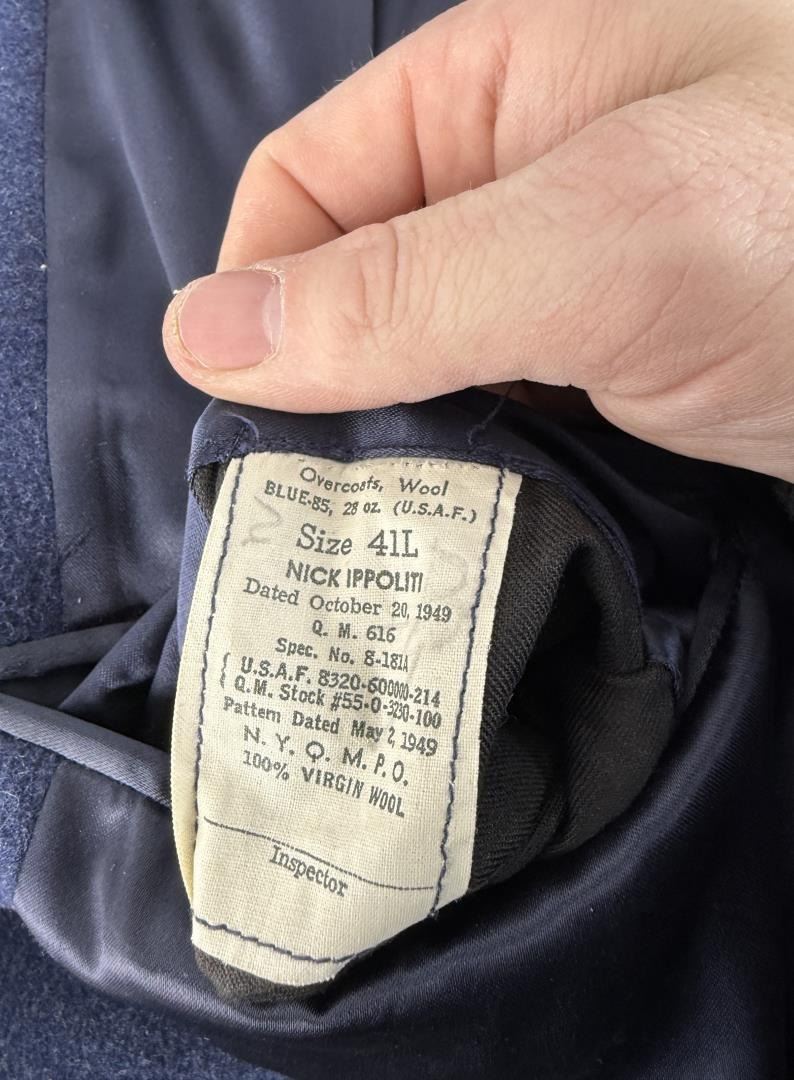 Overcoats, Wool
BLUE-85, 28 oz. (U.S.A.F.)
Size 41L
NICK IPPOLITI
Dated October 20, 1949
Q. M. 616
Spec. No. 8-181A
{ U.S.A.F. 8320-600000-214
{ Q.M. Stock #55-0-3230-100
Pattern Dated May 2, 1949
N. Y. Q. M. P. O.
100% VIRGIN WOOL
Inspector